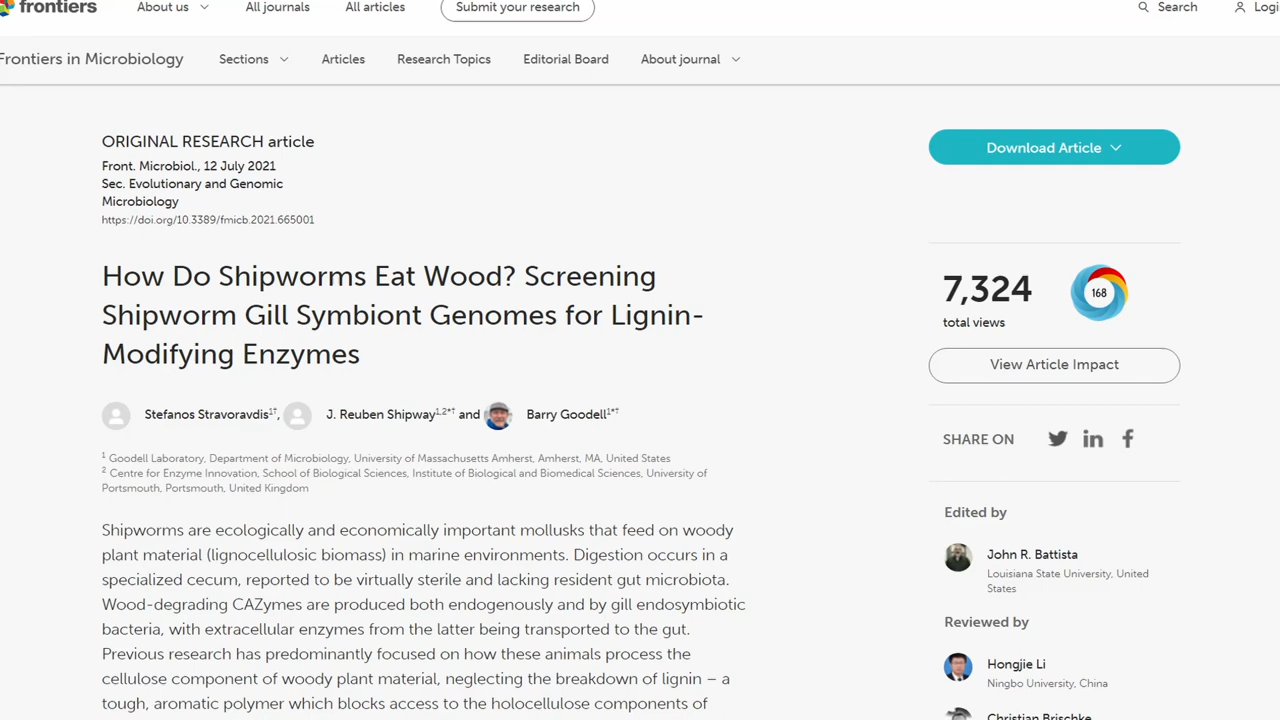 frontiers
About us
All journals
All articles
Submit your research
Search
Logi
Frontiers in Microbiology
Sections
Articles
Research Topics
Editorial Board
About journal
ORIGINAL RESEARCH article
Front. Microbiol., 12 July 2021
Sec. Evolutionary and Genomic
Microbiology
https://doi.org/10.3389/fmicb.2021.665001
How Do Shipworms Eat Wood? Screening
Shipworm Gill Symbiont Genomes for Lignin-
Modifying Enzymes
Stefanos Stravoravdis1†, J. Reuben Shipway1,2*† and Barry Goodell1*†
1 Goodell Laboratory, Department of Microbiology, University of Massachusetts Amherst, Amherst, MA, United States
2 Centre for Enzyme Innovation, School of Biological Sciences, Institute of Biological and Biomedical Sciences, University of
Portsmouth, Portsmouth, United Kingdom
Shipworms are ecologically and economically important mollusks that feed on woody
plant material (lignocellulosic biomass) in marine environments. Digestion occurs in a
specialized cecum, reported to be virtually sterile and lacking resident gut microbiota.
Wood-degrading CAZymes are produced both endogenously and by gill endosymbiotic
bacteria, with extracellular enzymes from the latter being transported to the gut.
Previous research has predominantly focused on how these animals process the
cellulose component of woody plant material, neglecting the breakdown of lignin – a
tough, aromatic polymer which blocks access to the holocellulose components of
Download Article
7,324
total views
168
View Article Impact
SHARE ON
Edited by
John R. Battista
Louisiana State University, United
States
Reviewed by
Hongjie Li
Ningbo University, China
Christian Brischke